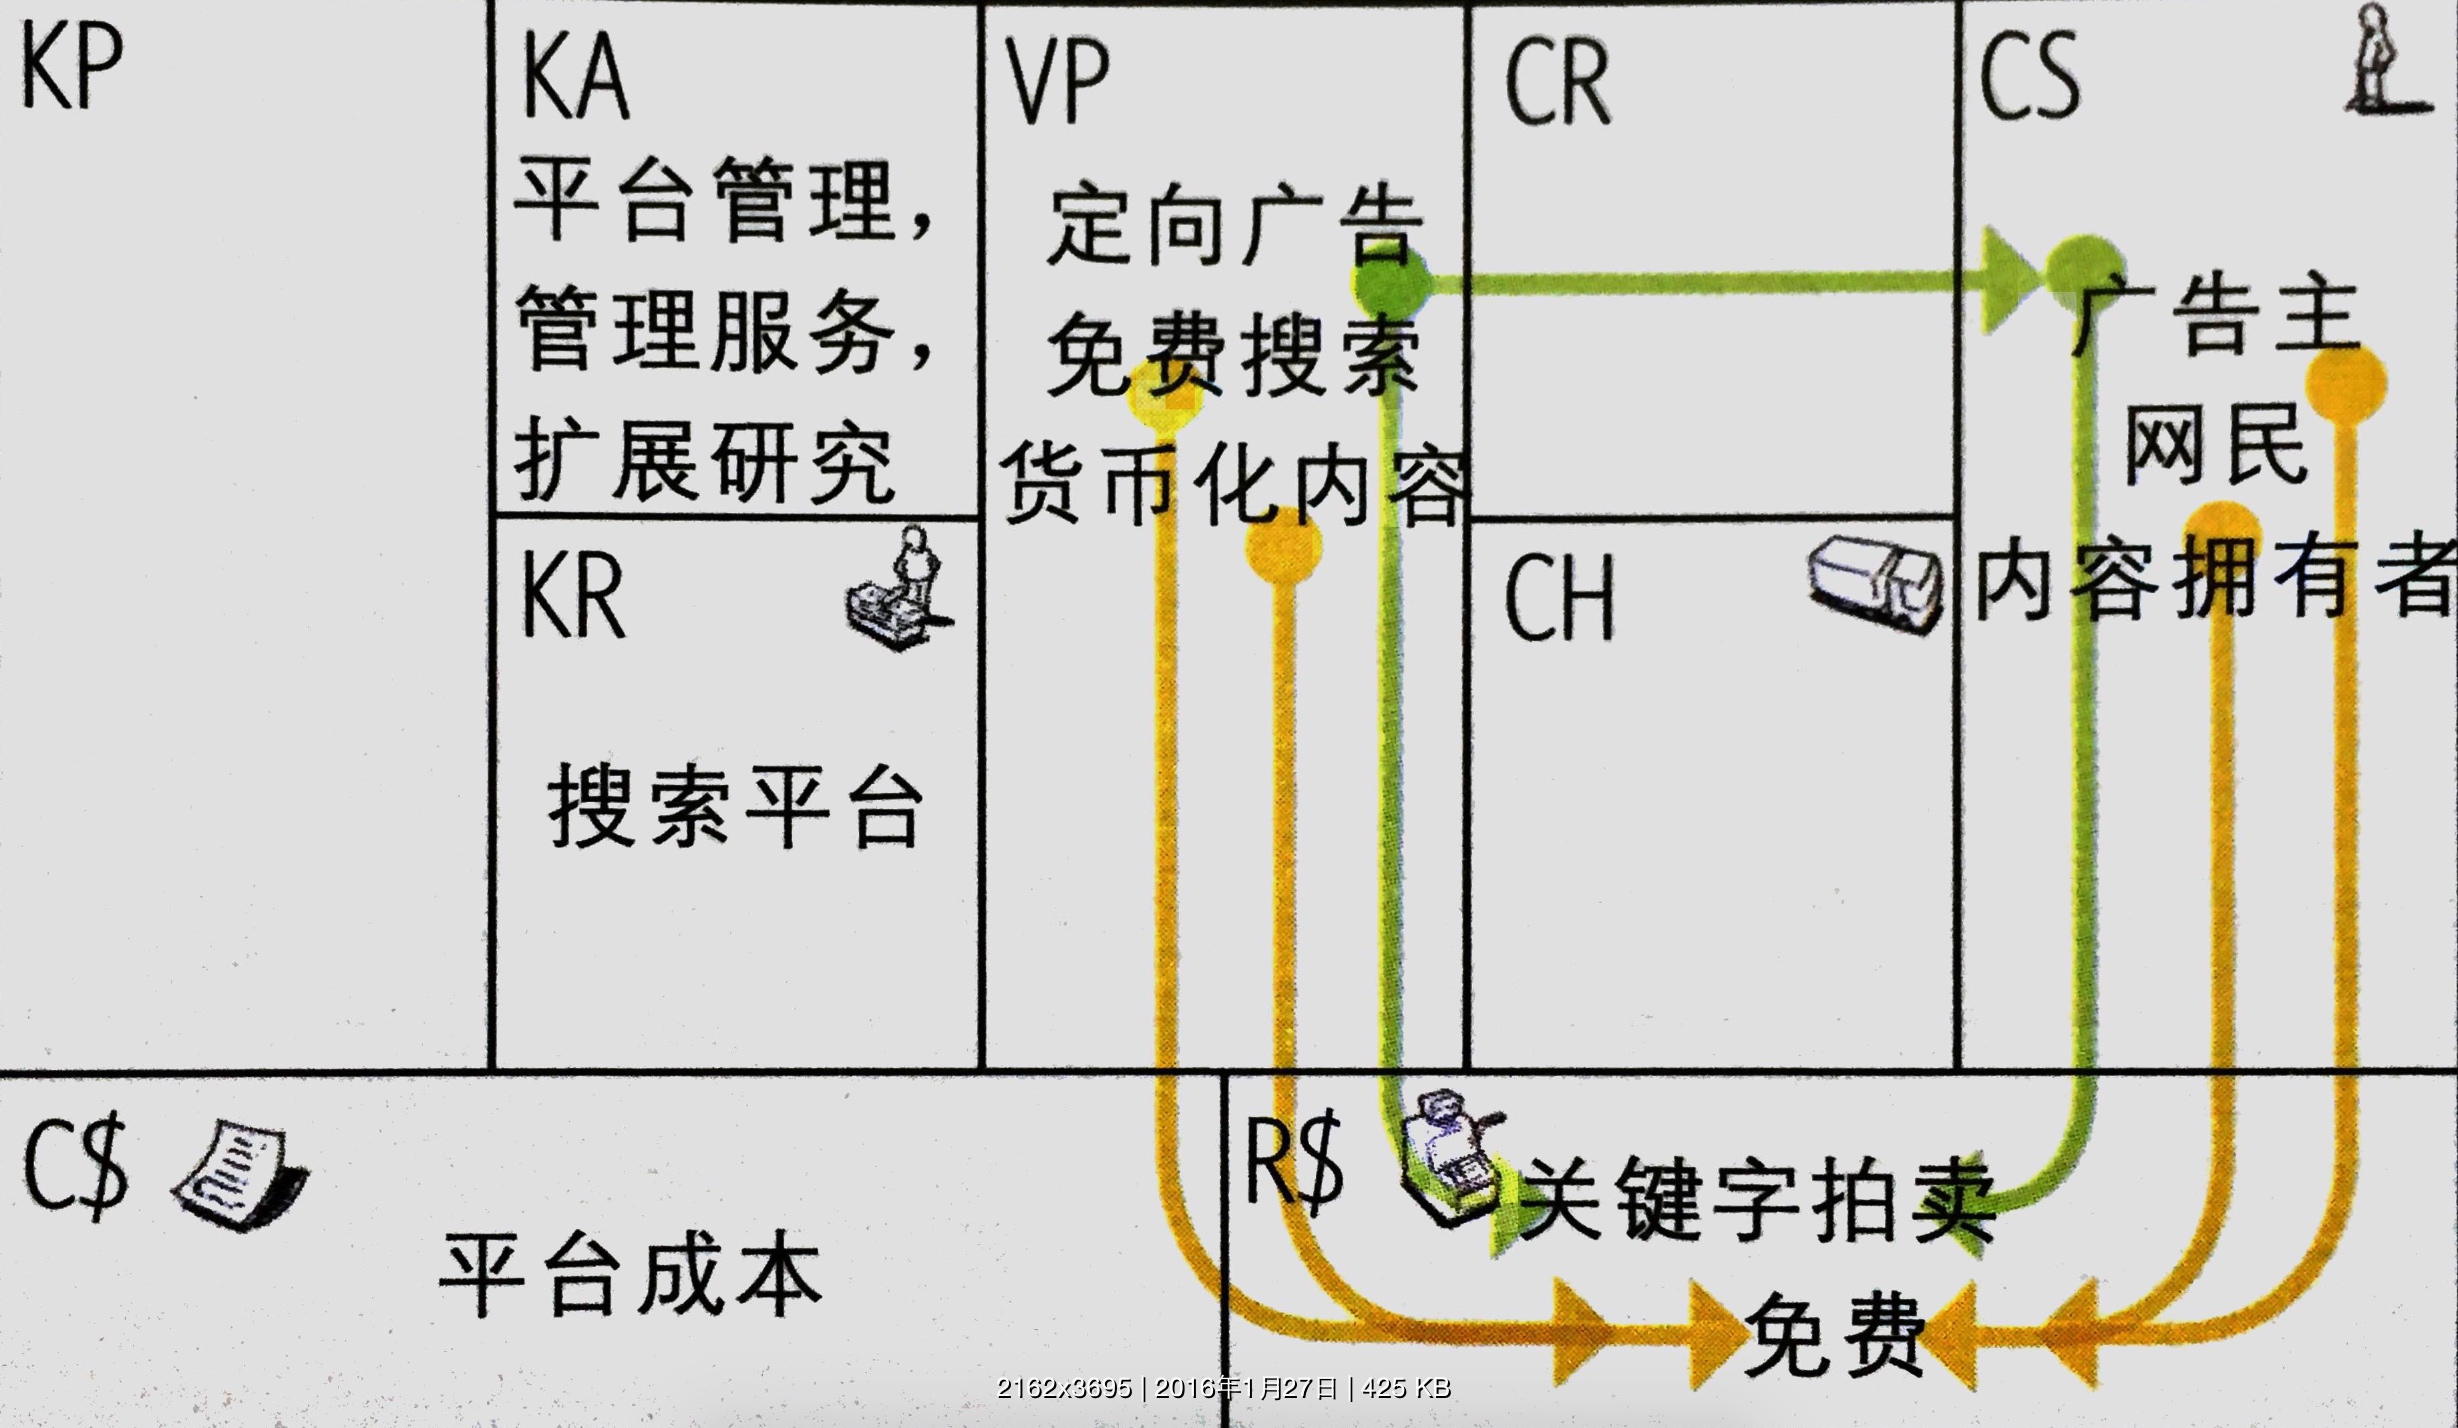 KP
KA
平台管理，
管理服务，
扩展研究
KR
搜索平台
VP
定向广告
免费搜索
货币化内容
CR
CH
CS
广告主
网民
内容拥有者
C$
平台成本
R$
关键字拍卖
免费
2162x3695 | 2016年1月27日 | 425 KB